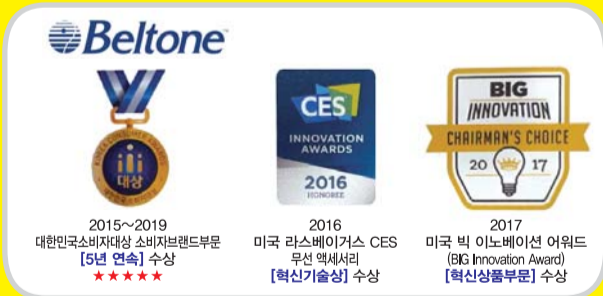 Beltone
대상
2015~2019
대한민국소비자대상 소비자브랜드부문
[5년 연속] 수상
★★★★★
CES
INNOVATION
AWARDS
2016
HONOREE
2016
미국 라스베이거스 CES
무선 액세서리
[혁신기술상] 수상
BIG
INNOVATION
CHAIRMAN'S CHOICE
20 17
2017
미국 빅 이노베이션 어워드
(BIG Innovation Award)
[혁신상품부문] 수상